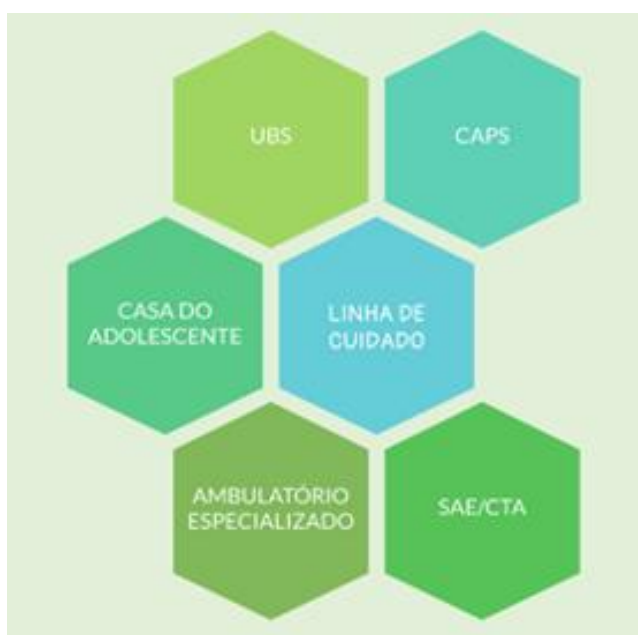 UBS
CAPS
CASA DO
ADOLESCENTE
LINHA DE
CUIDADO
AMBULATÓRIO
ESPECIALIZADO
SAE/CTA